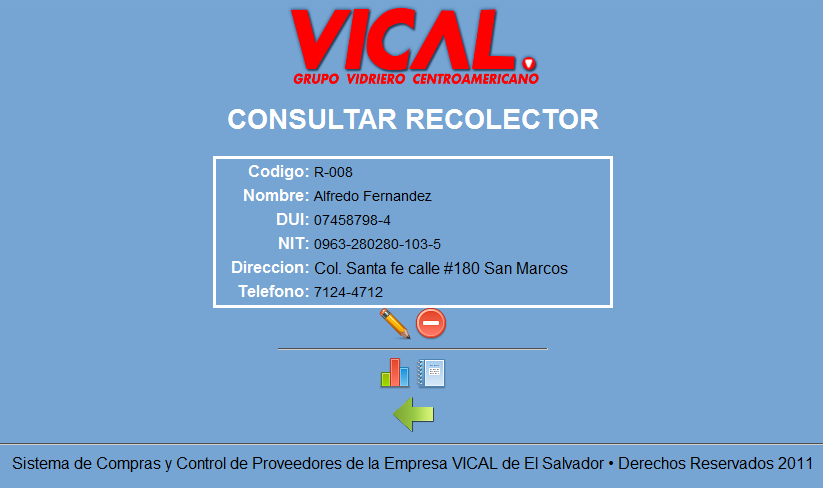 VICAL.
GRUPO VIDRIERO CENTROAMERICANO
CONSULTAR RECOLECTOR
Codigo: R-008
Nombre: Alfredo Fernandez
DUI: 07458798-4
NIT: 0963-280280-103-5
Direccion: Col. Santa fe calle #180 San Marcos
Telefono: 7124-4712
Sistema de Compras y Control de Proveedores de la Empresa VICAL de El Salvador • Derechos Reservados 2011